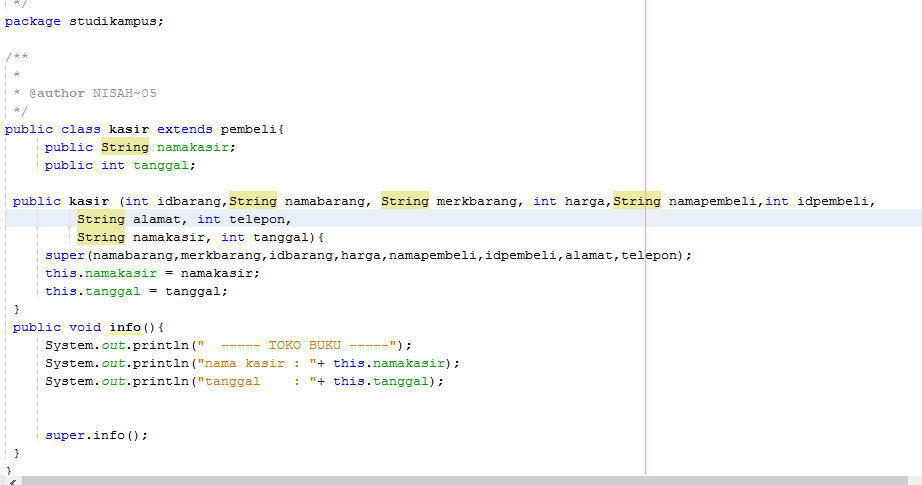 */
package studikampus;
/**
*
* @author NISAH~05
*/
public class kasir extends pembeli{
public String namakasir;
public int tanggal;
public kasir (int idbarang,String namabarang, String merkbarang, int harga,String namapembeli,int idpembeli,
String alamat, int telepon,
String namakasir, int tanggal){
super(namabarang,merkbarang,idbarang,harga,namapembeli,idpembeli,alamat,telepon);
this.namakasir = namakasir;
this.tanggal = tanggal;
}
public void info(){
System.out.println("  ----- TOKO BUKU -----");
System.out.println("nama kasir : "+ this.namakasir);
System.out.println("tanggal    : "+ this.tanggal);
super.info();
}
}